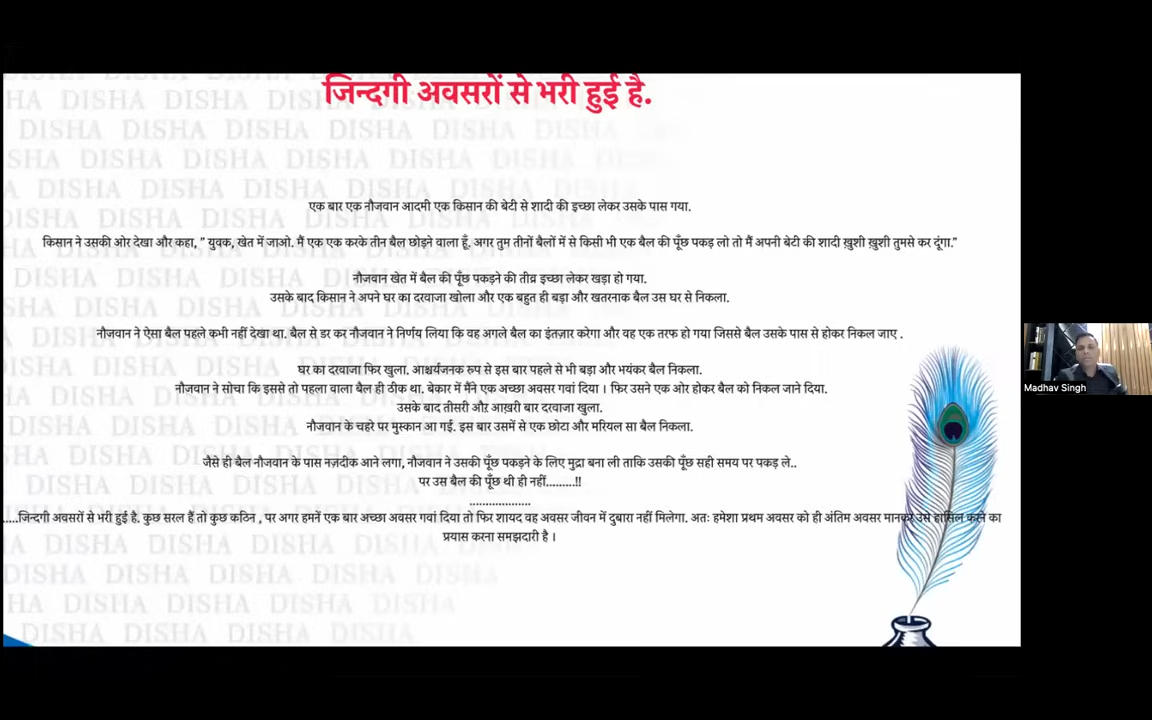 जिन्दगी अवसरों से भरी हुई है.
एक बार एक नौजवान आदमी एक किसान की बेटी से शादी की इच्छा लेकर उसके पास गया.
किसान ने उसकी ओर देखा और कहा, " युवक, खेत में जाओ. मैं एक एक करके तीन बैल छोड़ने वाला हूँ. अगर तुम तीनों बैलों में से किसी भी एक बैल की पूँछ पकड़ लो तो मैं अपनी बेटी की शादी ख़ुशी ख़ुशी तुमसे कर दूंगा."
नौजवान खेत में बैल की पूँछ पकड़ने की तीव्र इच्छा लेकर खड़ा हो गया.
उसके बाद किसान ने अपने घर का दरवाजा खोला और एक बहुत ही बड़ा और खतरनाक बैल उस घर से निकला.
नौजवान ने ऐसा बैल पहले कभी नहीं देखा था. बैल से डर कर नौजवान ने निर्णय लिया कि वह अगले बैल का इंतज़ार करेगा और वह एक तरफ हो गया जिससे बैल उसके पास से होकर निकल जाए .
घर का दरवाजा फिर खुला. आश्चर्यजनक रुप से इस बार पहले से भी बड़ा और भयंकर बैल निकला.
नौजवान ने सोचा कि इससे तो पहला वाला बैल ही ठीक था. बेकार में मैंने एक अच्छा अवसर गवां दिया । फिर उसने एक ओर होकर बैल को निकल जाने दिया.
उसके बाद तीसरी औऱ आख़री बार दरवाजा खुला.
नौजवान के चहरे पर मुस्कान आ गई. इस बार उसमें से एक छोटा और मरियल सा बैल निकला.
जैसे ही बैल नौजवान के पास नज़दीक आने लगा, नौजवान ने उसकी पूँछ पकड़ने के लिए मुद्रा बना ली ताकि उसकी पूँछ सही समय पर पकड़ ले..
पर उस बैल की पूँछ थी ही नहीं.........!!
...................
.....जिन्दगी अवसरों से भरी हुई है. कुछ सरल हैं तो कुछ कठिन , पर अगर हमनें एक बार अच्छा अवसर गवां दिया तो फिर शायद वह अवसर जीवन में दुबारा नहीं मिलेगा. अतः हमेशा प्रथम अवसर को ही अंतिम अवसर मानकर उसे हासिल करने का
प्रयास करना समझदारी है ।
Madhav Singh
DISHA DISHA DISHA DISHA